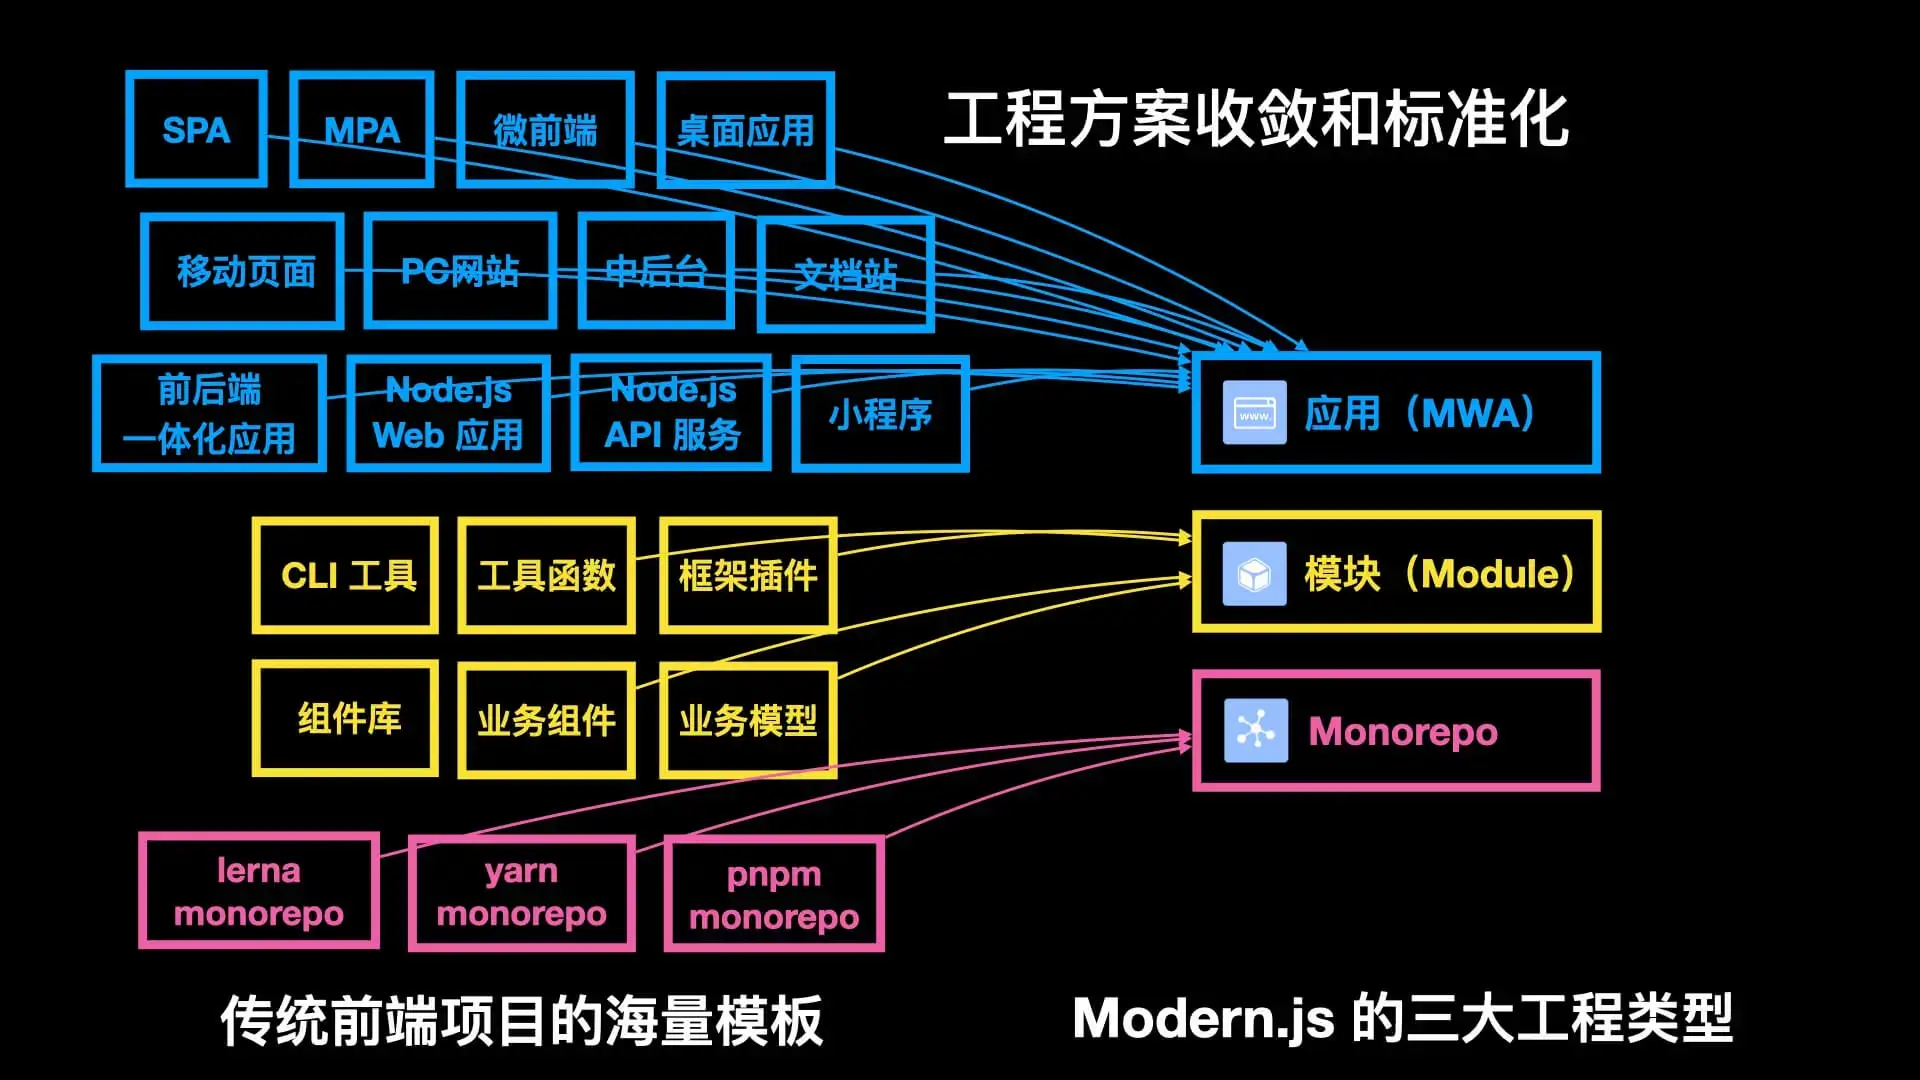 工程方案收敛和标准化
SPA
MPA
微前端
桌面应用
移动页面
PC网站
中后台
文档站
前后端
一体化应用
Node.js
Web 应用
Node.js
API 服务
小程序
www.
应用（MWA）
CLI 工具
工具函数
框架插件
模块（Module）
组件库
业务组件
业务模型
Monorepo
lerna
monorepo
yarn
monorepo
pnpm
monorepo
传统前端项目的海量模板
Modern.js 的三大工程类型